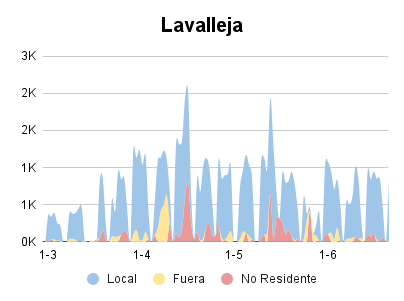 Lavalleja
3K
2K
2K
1K
1K
0K
1-3 1-4 1-5 1-6
Local Fuera No Residente